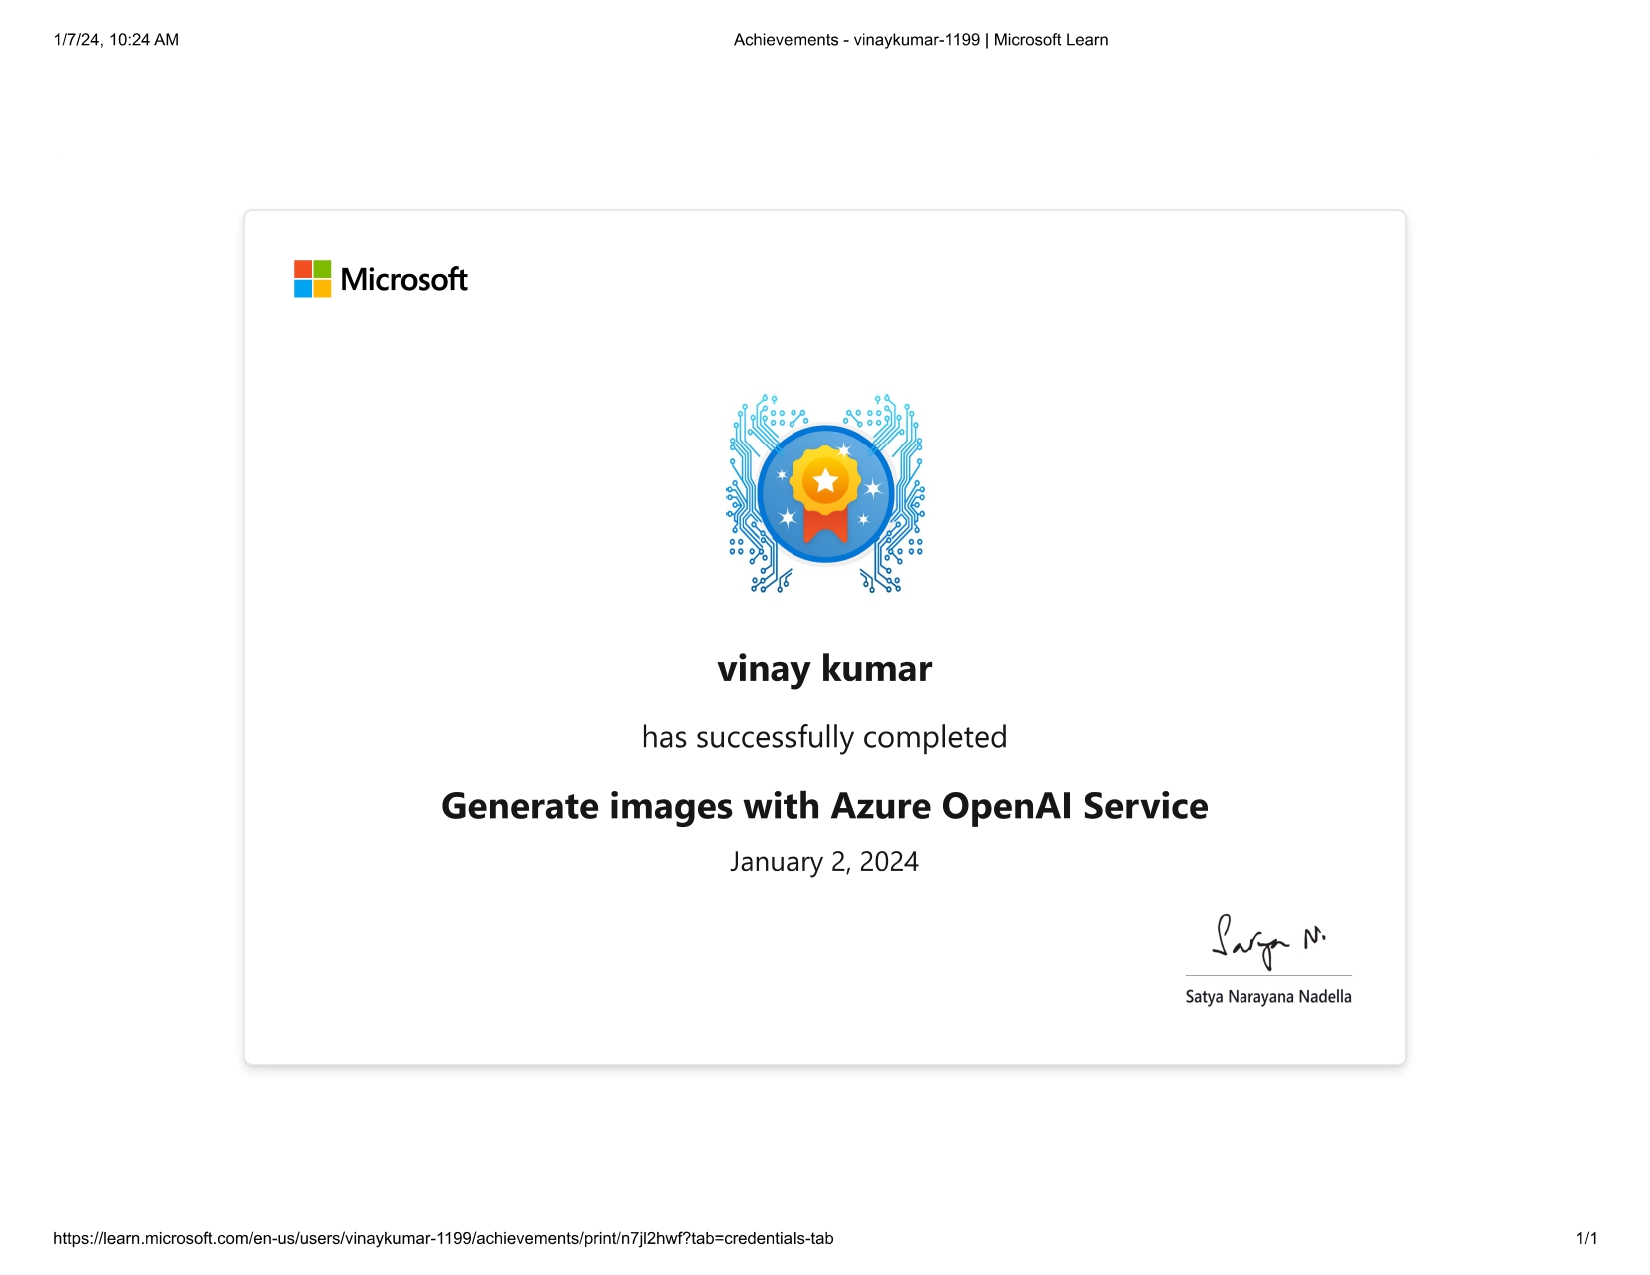 1/7/24, 10:24 AM
Achievements - vinaykumar-1199 | Microsoft Learn
Microsoft
vinay kumar
has successfully completed
Generate images with Azure OpenAI Service
January 2, 2024
Satya N.
Satya Narayana Nadella
https://learn.microsoft.com/en-us/users/vinaykumar-1199/achievements/print/n7jl2hwf?tab=credentials-tab
1/1